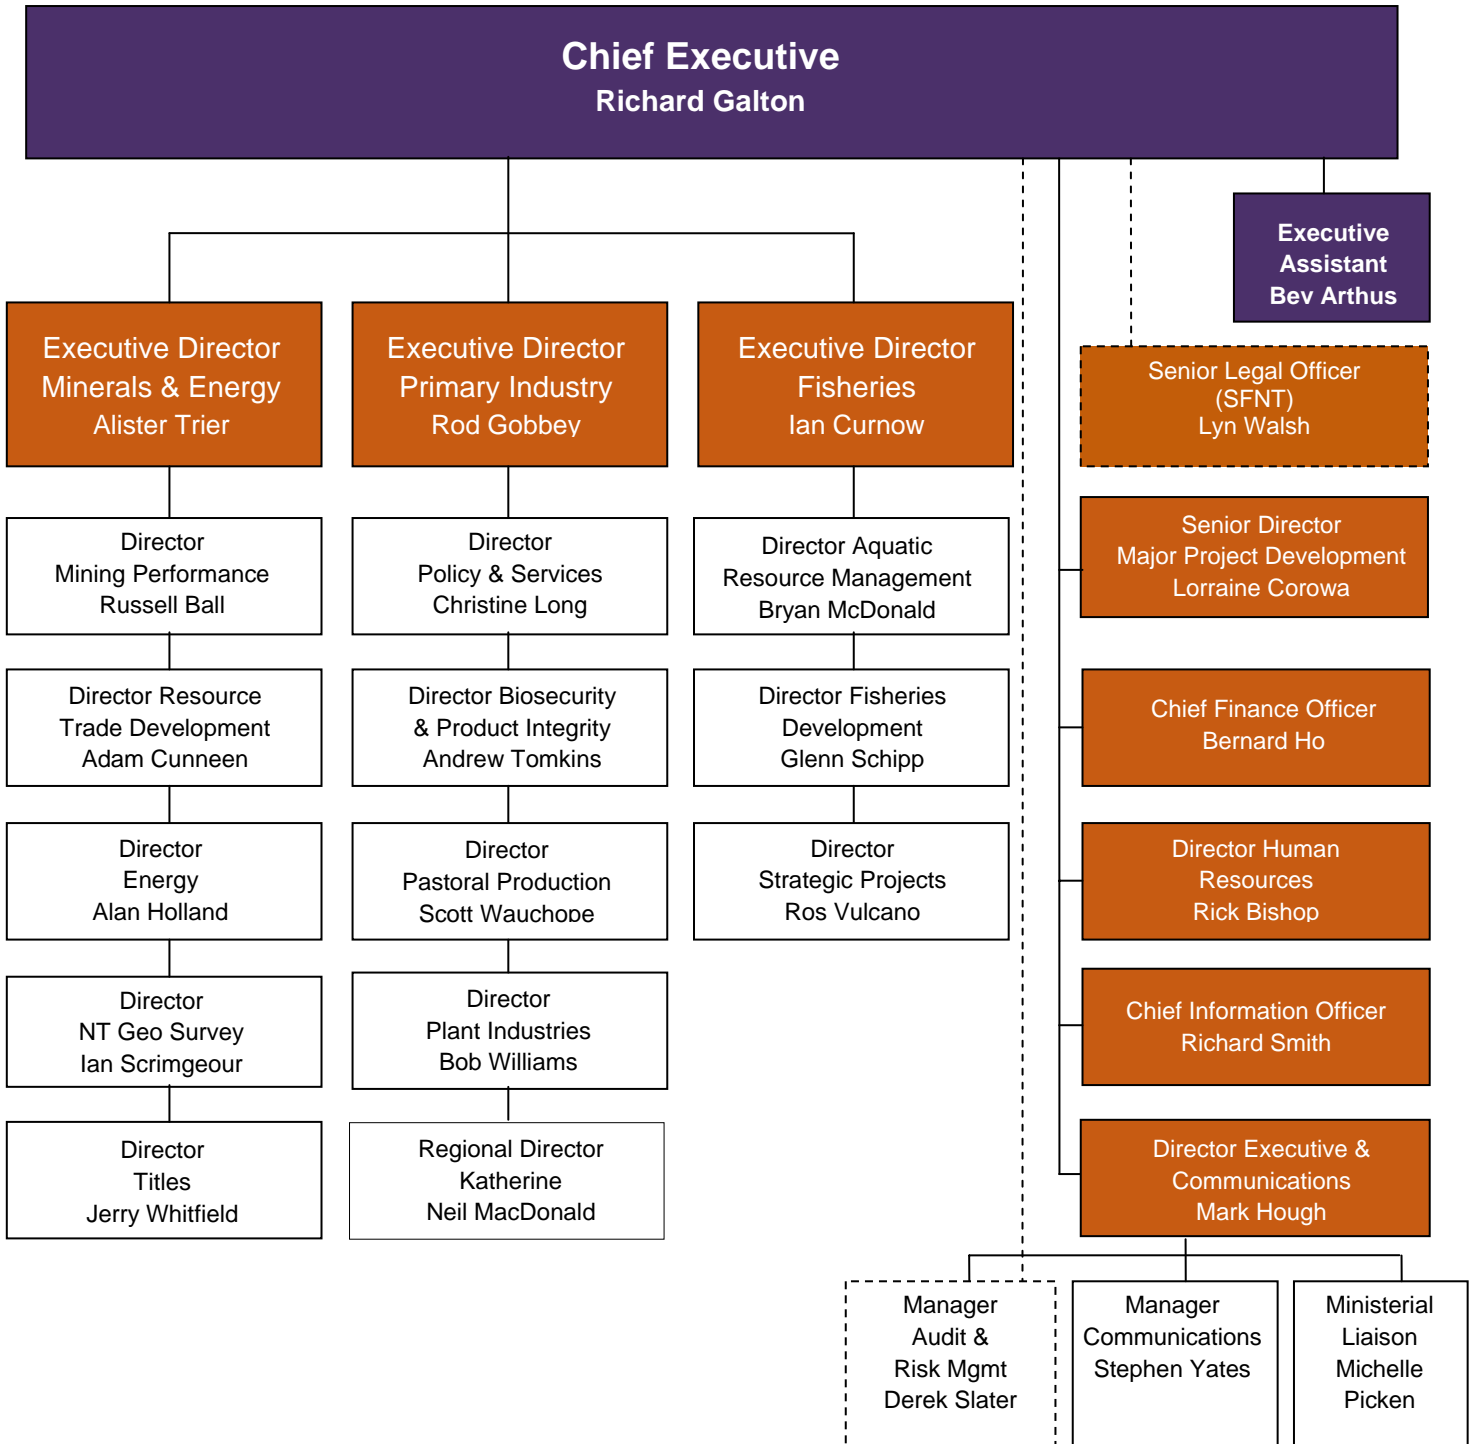 Chief Executive
Richard Galton
Executive
Assistant
Bev Arthus
Executive Director
Minerals & Energy
Alister Trier
Executive Director
Primary Industry
Rod Gobbey
Executive Director
Fisheries
Ian Curnow
Senior Legal Officer
(SFNT)
Lyn Walsh
Director
Mining Performance
Russell Ball
Director
Policy & Services
Christine Long
Director Aquatic
Resource Management
Bryan McDonald
Senior Director
Major Project Development
Lorraine Corowa
Director Resource
Trade Development
Adam Cunneen
Director Biosecurity
& Product Integrity
Andrew Tomkins
Director Fisheries
Development
Glenn Schipp
Chief Finance Officer
Bernard Ho
Director
Energy
Alan Holland
Director
Pastoral Production
Scott Wauchope
Director
Strategic Projects
Ros Vulcano
Director Human
Resources
Rick Bishop
Director
NT Geo Survey
Ian Scrimgeour
Director
Plant Industries
Bob Williams
Chief Information Officer
Richard Smith
Director
Titles
Jerry Whitfield
Regional Director
Katherine
Neil MacDonald
Director Executive &
Communications
Mark Hough
Manager
Audit &
Risk Mgmt
Derek Slater
Manager
Communications
Stephen Yates
Ministerial
Liaison
Michelle
Picken